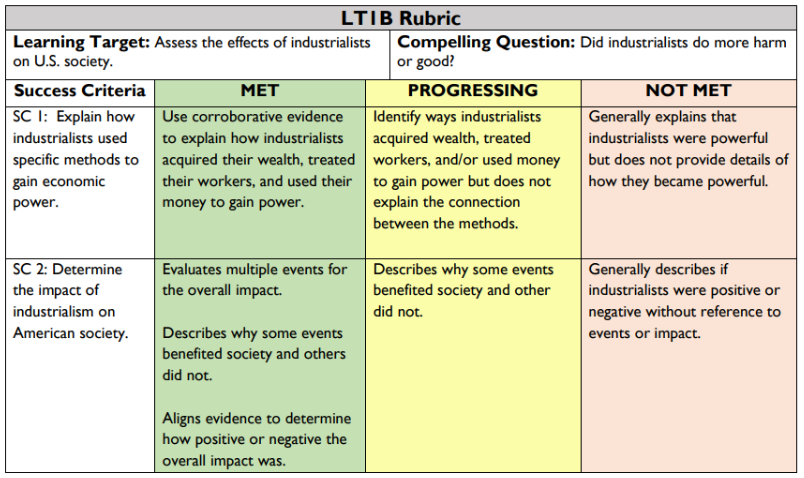 LT1B Rubric
Learning Target: Assess the effects of industrialists
on U.S. society.
Compelling Question: Did industrialists do more harm
or good?
Success Criteria
MET
PROGRESSING
NOT MET
SC 1:  Explain how
industrialists used
specific methods to
gain economic
power.
Use corroborative evidence
to explain how industrialists
acquired their wealth, treated
their workers, and used their
money to gain power.
Identify ways industrialists
acquired wealth, treated
workers, and/or used money
to gain power but does not
explain the connection
between the methods.
Generally explains that
industrialists were powerful
but does not provide details of
how they became powerful.
SC 2: Determine
the impact of
industrialism on
American society.
Evaluates multiple events for
the overall impact.
Describes why some events
benefited society and others
did not.
Aligns evidence to determine
how positive or negative the
overall impact was.
Describes why some events
benefited society and other
did not.
Generally describes if
industrialists were positive or
negative without reference to
events or impact.